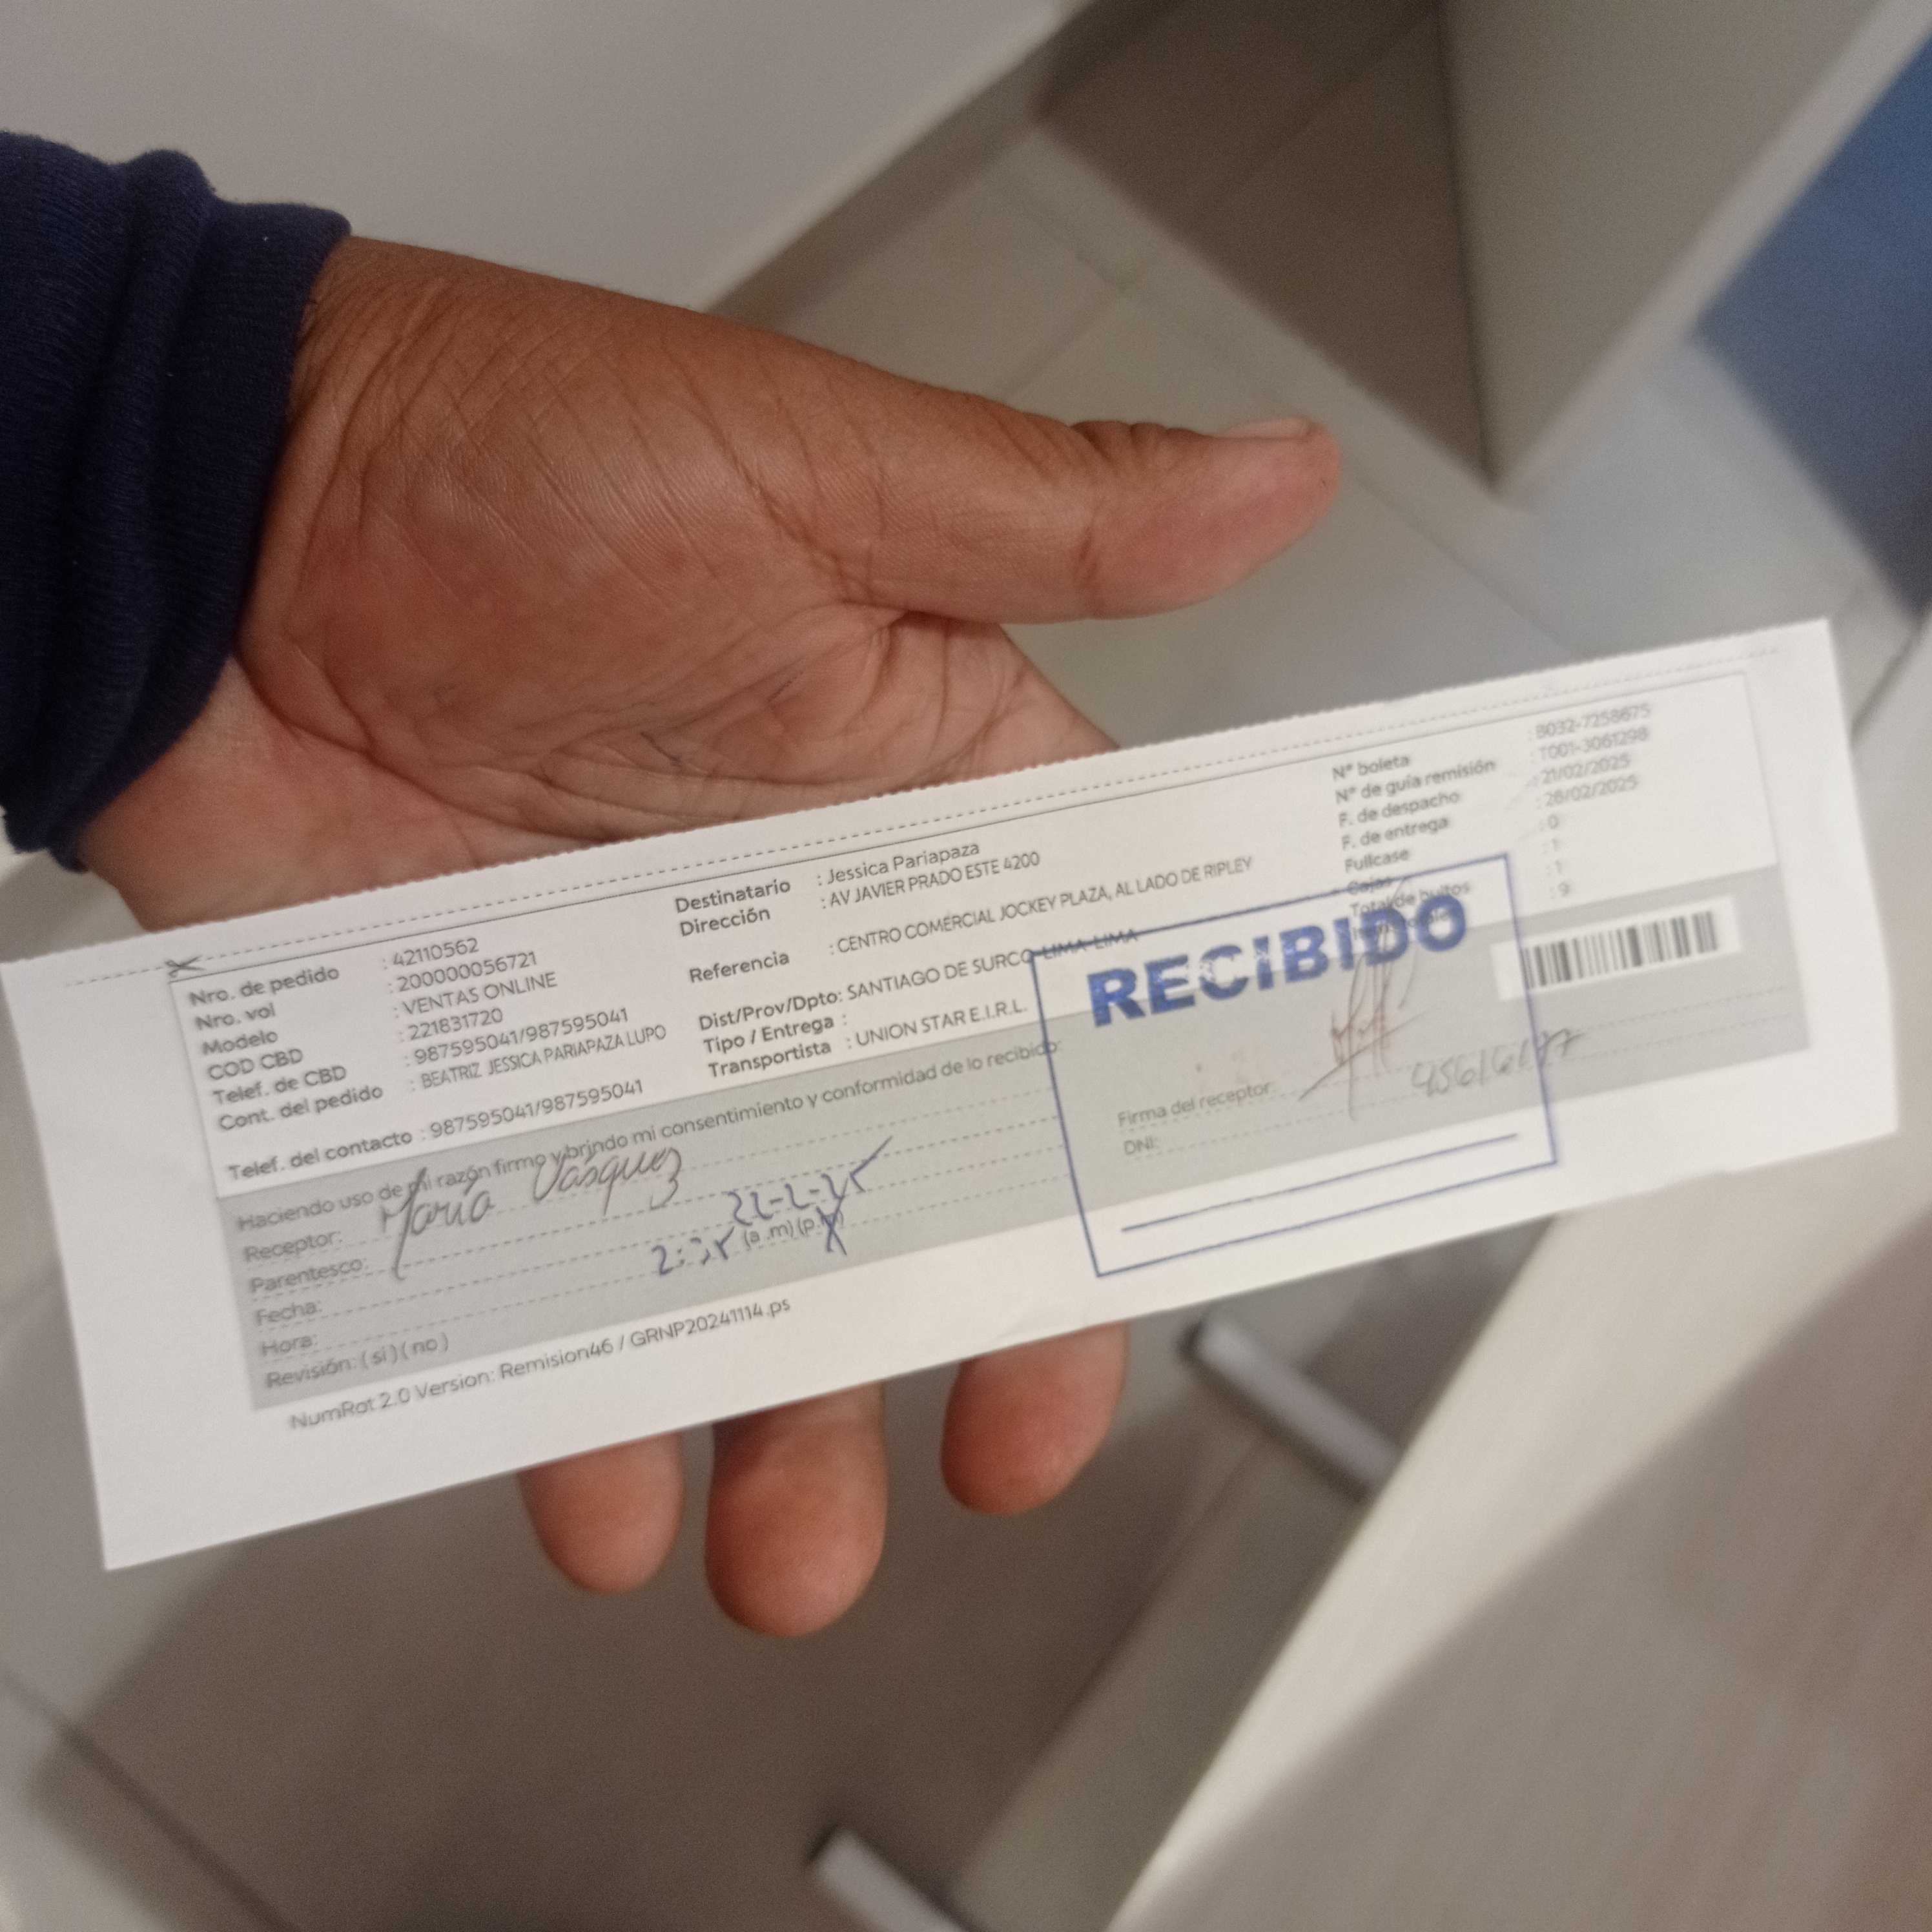 Nro. de pedido : 42110562
Nro. vol : 200000056721
Modelo : VENTAS ONLINE
COD CBD : 221831720
Telef. de CBD : 987595041/987595041
Cont. del pedido : BEATRIZ JESSICA PARIAPAZA LUPO
Telef. del contacto : 987595041/987595041
Destinatario : Jessica Pariapaza
Dirección : AV JAVIER PRADO ESTE 4200
Referencia : CENTRO COMERCIAL JOCKEY PLAZA, AL LADO DE RIPLEY
Dist/Prov/Dpto: SANTIAGO DE SURCO-LIMA-LIMA
Tipo / Entrega :
Transportista : UNION STAR E.I.R.L.
N° boleta : B032-7258675
N° de guía remisión : T001-3061298
F. de despacho : 21/02/2025
F. de entrega : 28/02/2025
Fullcase : 0
Cajas : 1
Total de bultos : 1
: 9
RECIBIDO
Haciendo uso de mi razón firmo y brindo mi consentimiento y conformidad de lo recibido:
Receptor: María Vásquez
Parentesco:
Fecha: 22-2-25
Hora: (a .m) (p.m)
Revisión: ( si ) ( no )
Firma del receptor:
DNI:
NumRot 2.0 Version: Remision46 / GRNP20241114.ps